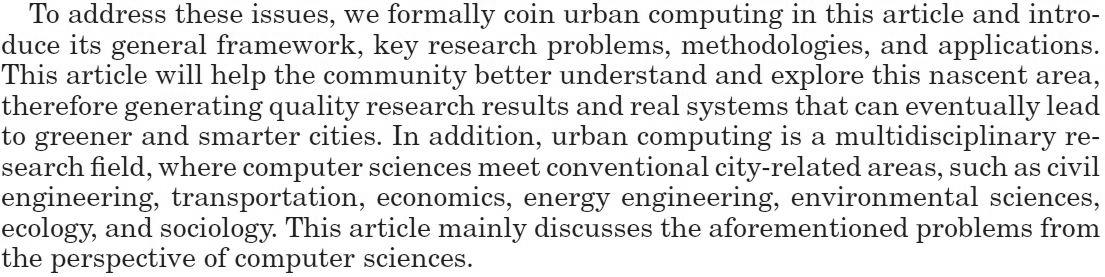 To address these issues, we formally coin urban computing in this article and intro-
duce its general framework, key research problems, methodologies, and applications.
This article will help the community better understand and explore this nascent area,
therefore generating quality research results and real systems that can eventually lead
to greener and smarter cities. In addition, urban computing is a multidisciplinary re-
search field, where computer sciences meet conventional city-related areas, such as civil
engineering, transportation, economics, energy engineering, environmental sciences,
ecology, and sociology. This article mainly discusses the aforementioned problems from
the perspective of computer sciences.